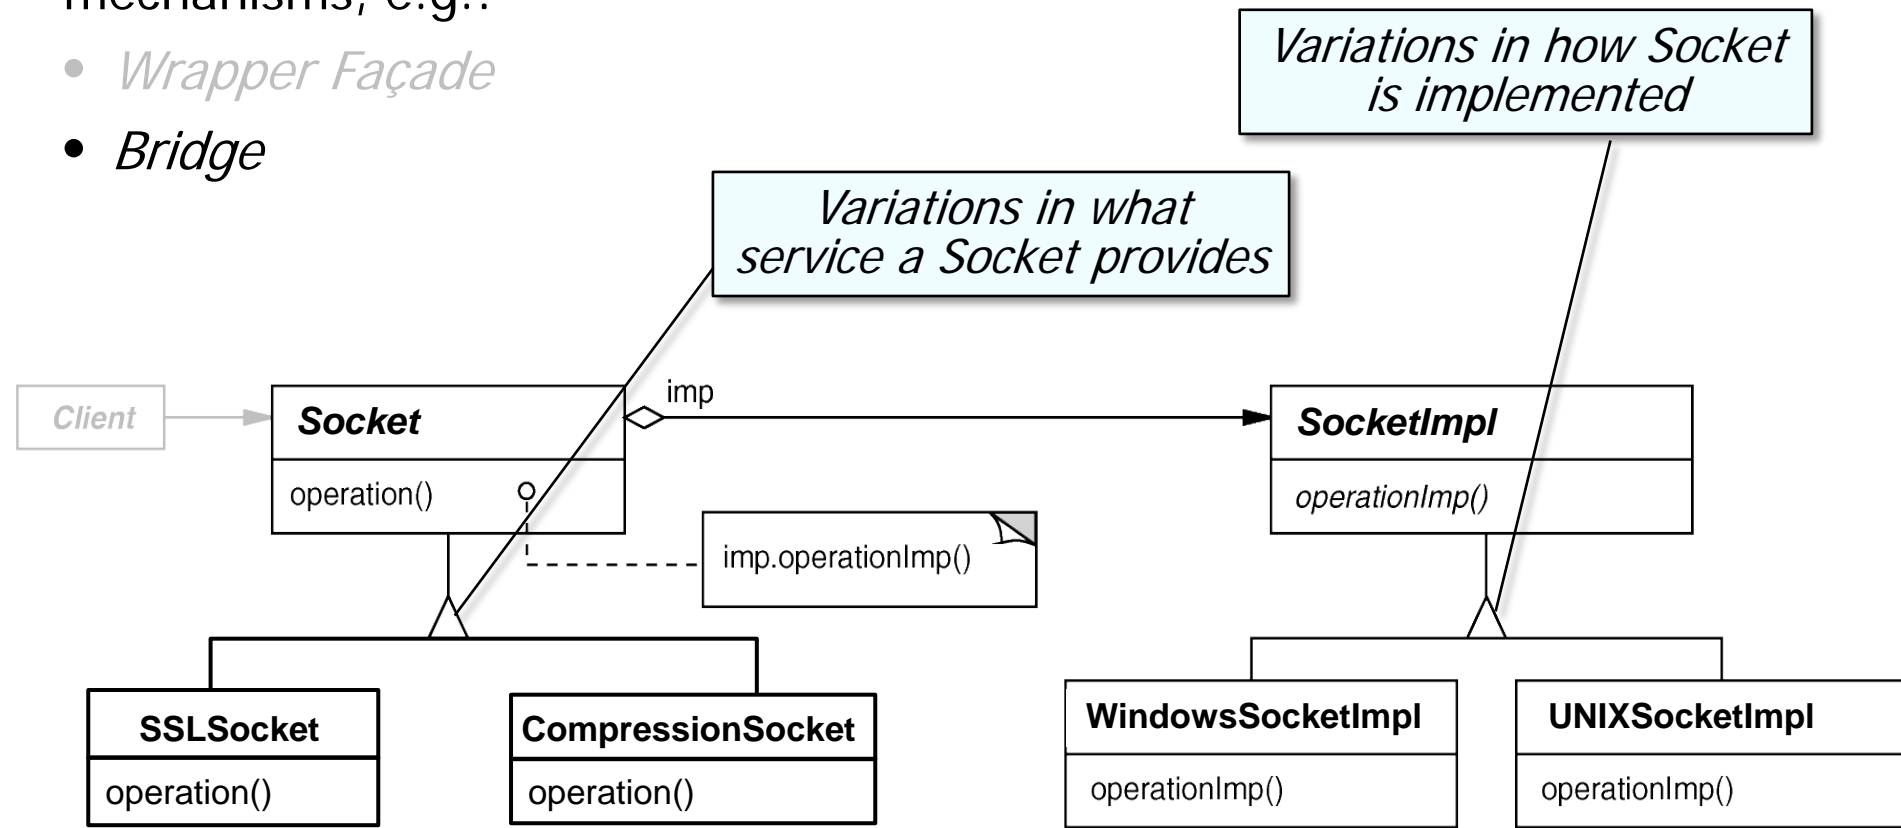 mechanisms, e.g.:
• Wrapper Façade
• Bridge
Variations in how Socket
is implemented
Variations in what
service a Socket provides
Client
Socket
operation()
imp
SocketImpl
operationImp()
imp.operationImp()
SSLSocket
operation()
CompressionSocket
operation()
WindowsSocketImpl
operationImp()
UNIXSocketImpl
operationImp()